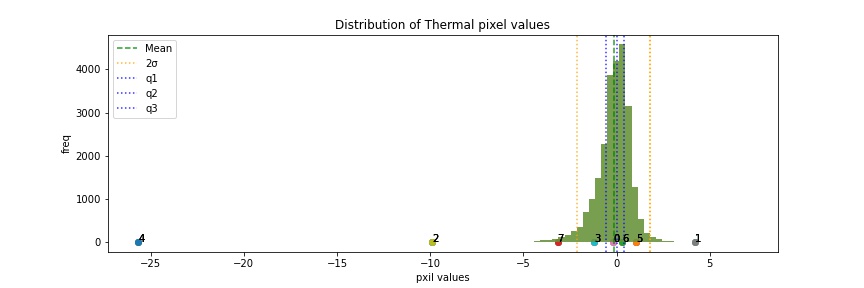 Distribution of Thermal pixel values
Mean
2σ
q1
q2
q3
freq
4000
3000
2000
1000
0
4 2 7 3 0 6 5 1
−25 −20 −15 −10 −5 0 5
pxil values